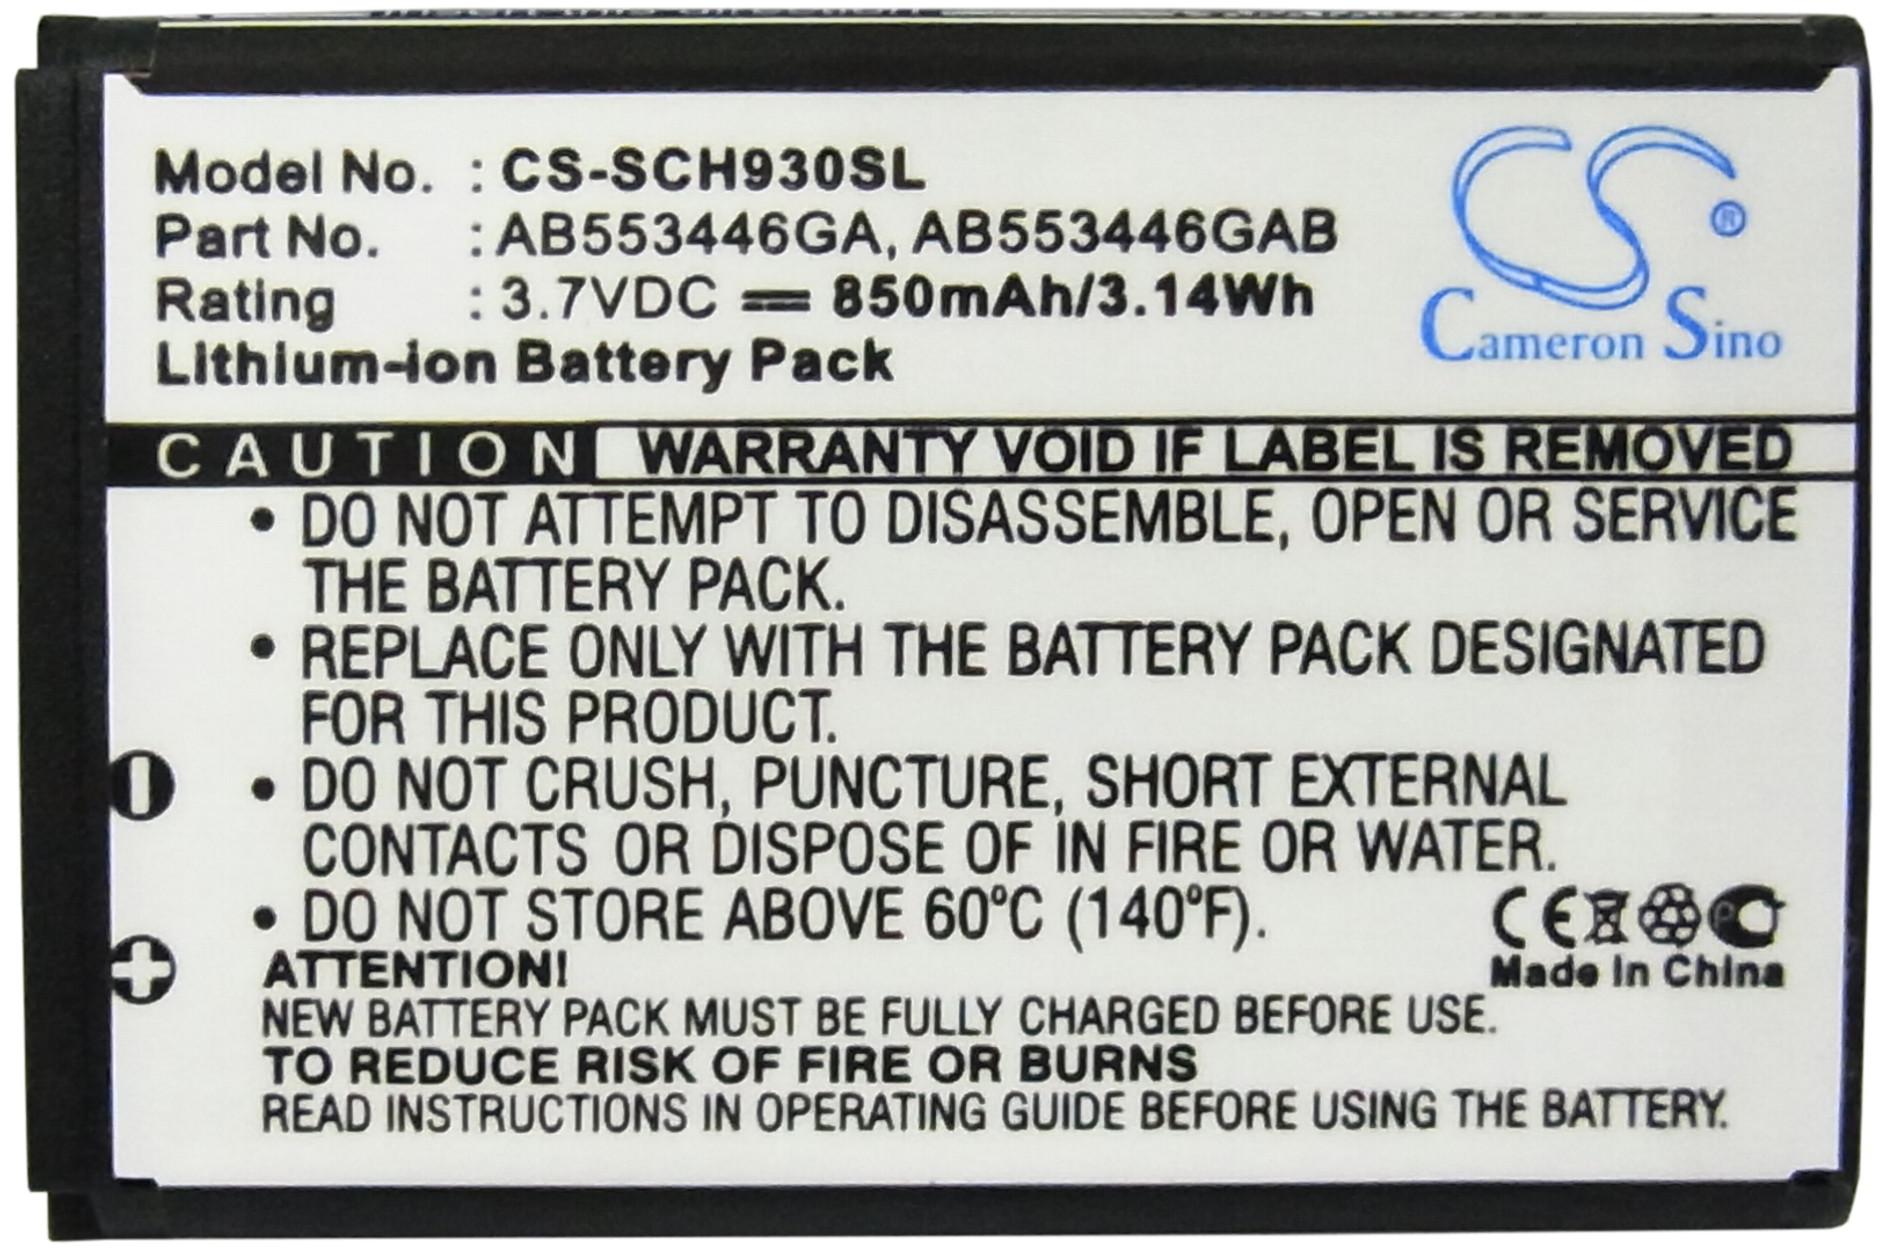 Model No. : CS-SCH930SL
Part No. : AB553446GA, AB553446GAB
Rating : 3.7VDC ⎓ 850mAh/3.14Wh
Lithium-ion Battery Pack
CS ®
Cameron Sino
CAUTION WARRANTY VOID IF LABEL IS REMOVED
• DO NOT ATTEMPT TO DISASSEMBLE, OPEN OR SERVICE
THE BATTERY PACK.
• REPLACE ONLY WITH THE BATTERY PACK DESIGNATED
FOR THIS PRODUCT.
• DO NOT CRUSH, PUNCTURE, SHORT EXTERNAL
CONTACTS OR DISPOSE OF IN FIRE OR WATER.
• DO NOT STORE ABOVE 60°C (140°F).
CE
Made In China
ATTENTION!
NEW BATTERY PACK MUST BE FULLY CHARGED BEFORE USE.
TO REDUCE RISK OF FIRE OR BURNS
READ INSTRUCTIONS IN OPERATING GUIDE BEFORE USING THE BATTERY.